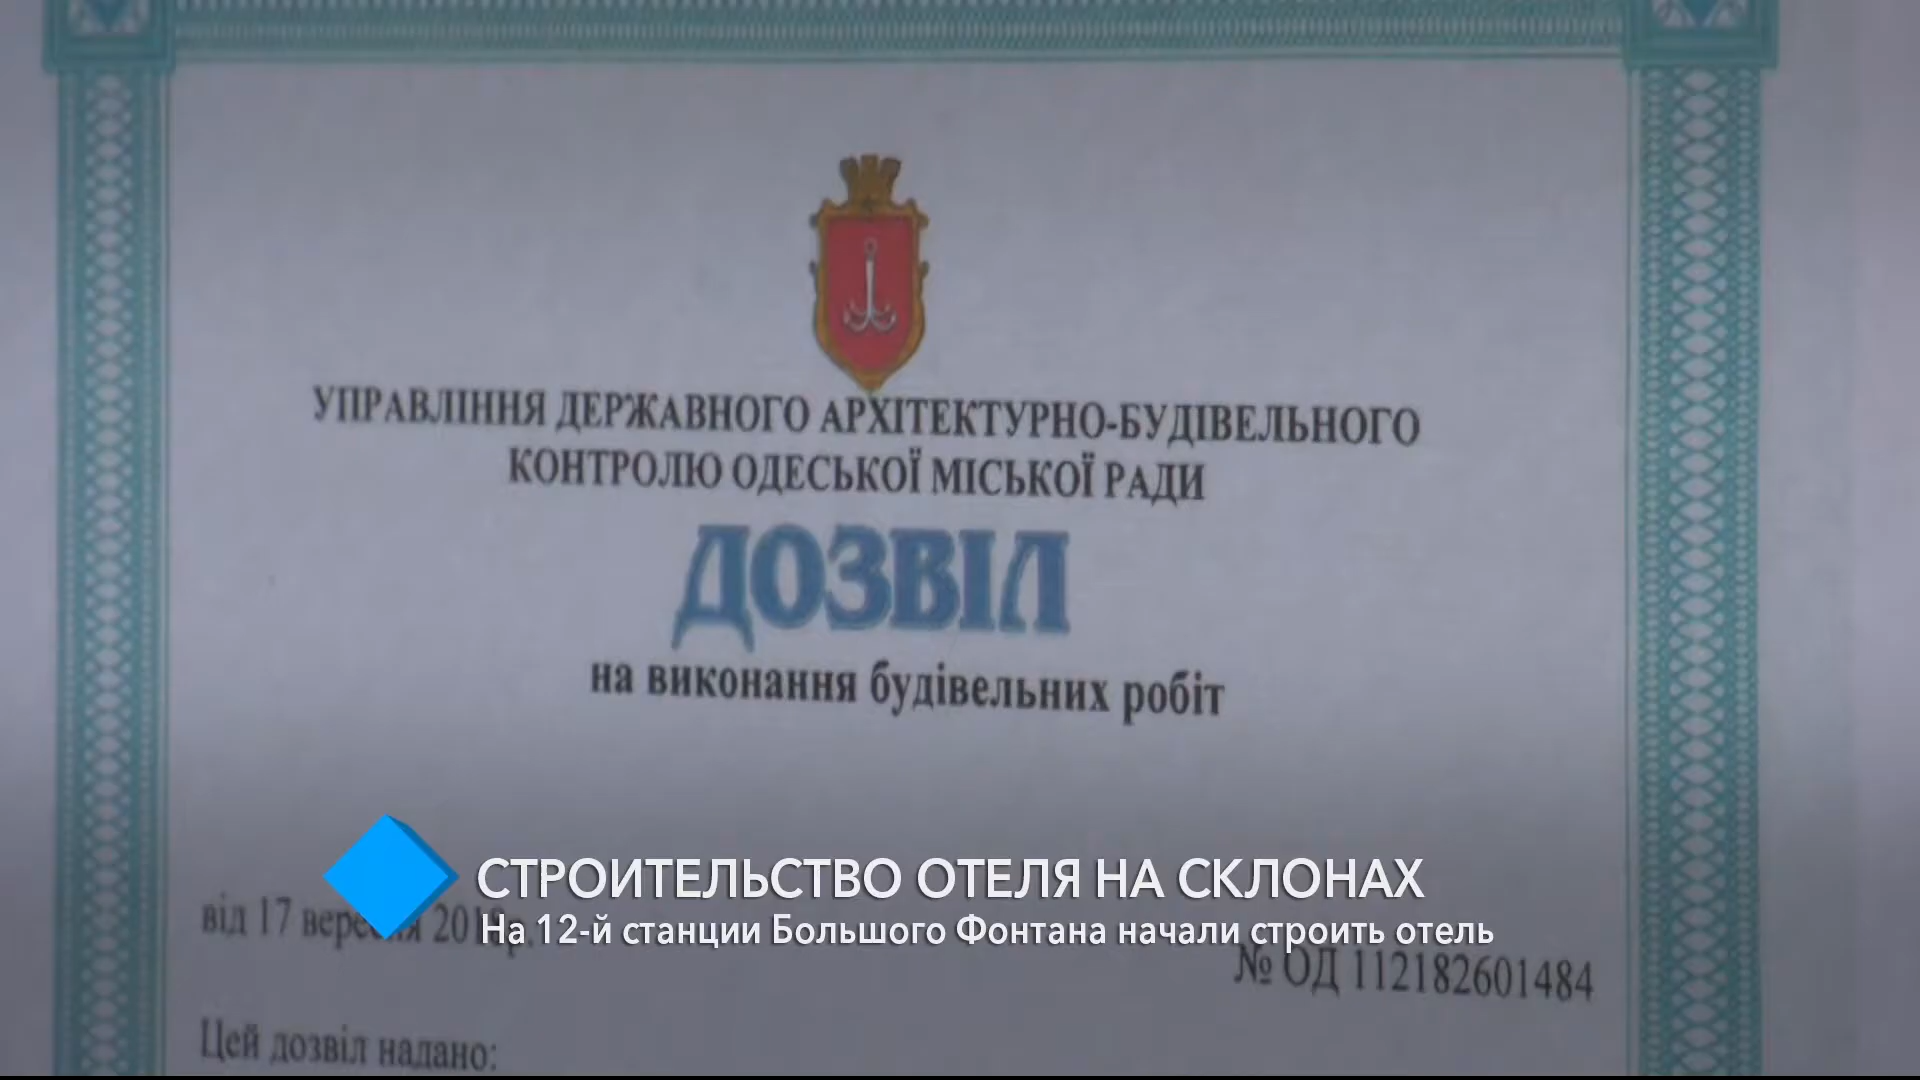 УПРАВЛІННЯ ДЕРЖАВНОГО АРХІТЕКТУРНО-БУДІВЕЛЬНОГО
КОНТРОЛЮ ОДЕСЬКОЇ МІСЬКОЇ РАДИ
ДОЗВІЛ
на виконання будівельних робіт
СТРОИТЕЛЬСТВО ОТЕЛЯ НА СКЛОНАХ
від 17 вересня
На 12-й станции Большого Фонтана начали строить отель
№ ОД 112182601484
Цей дозвіл надано: